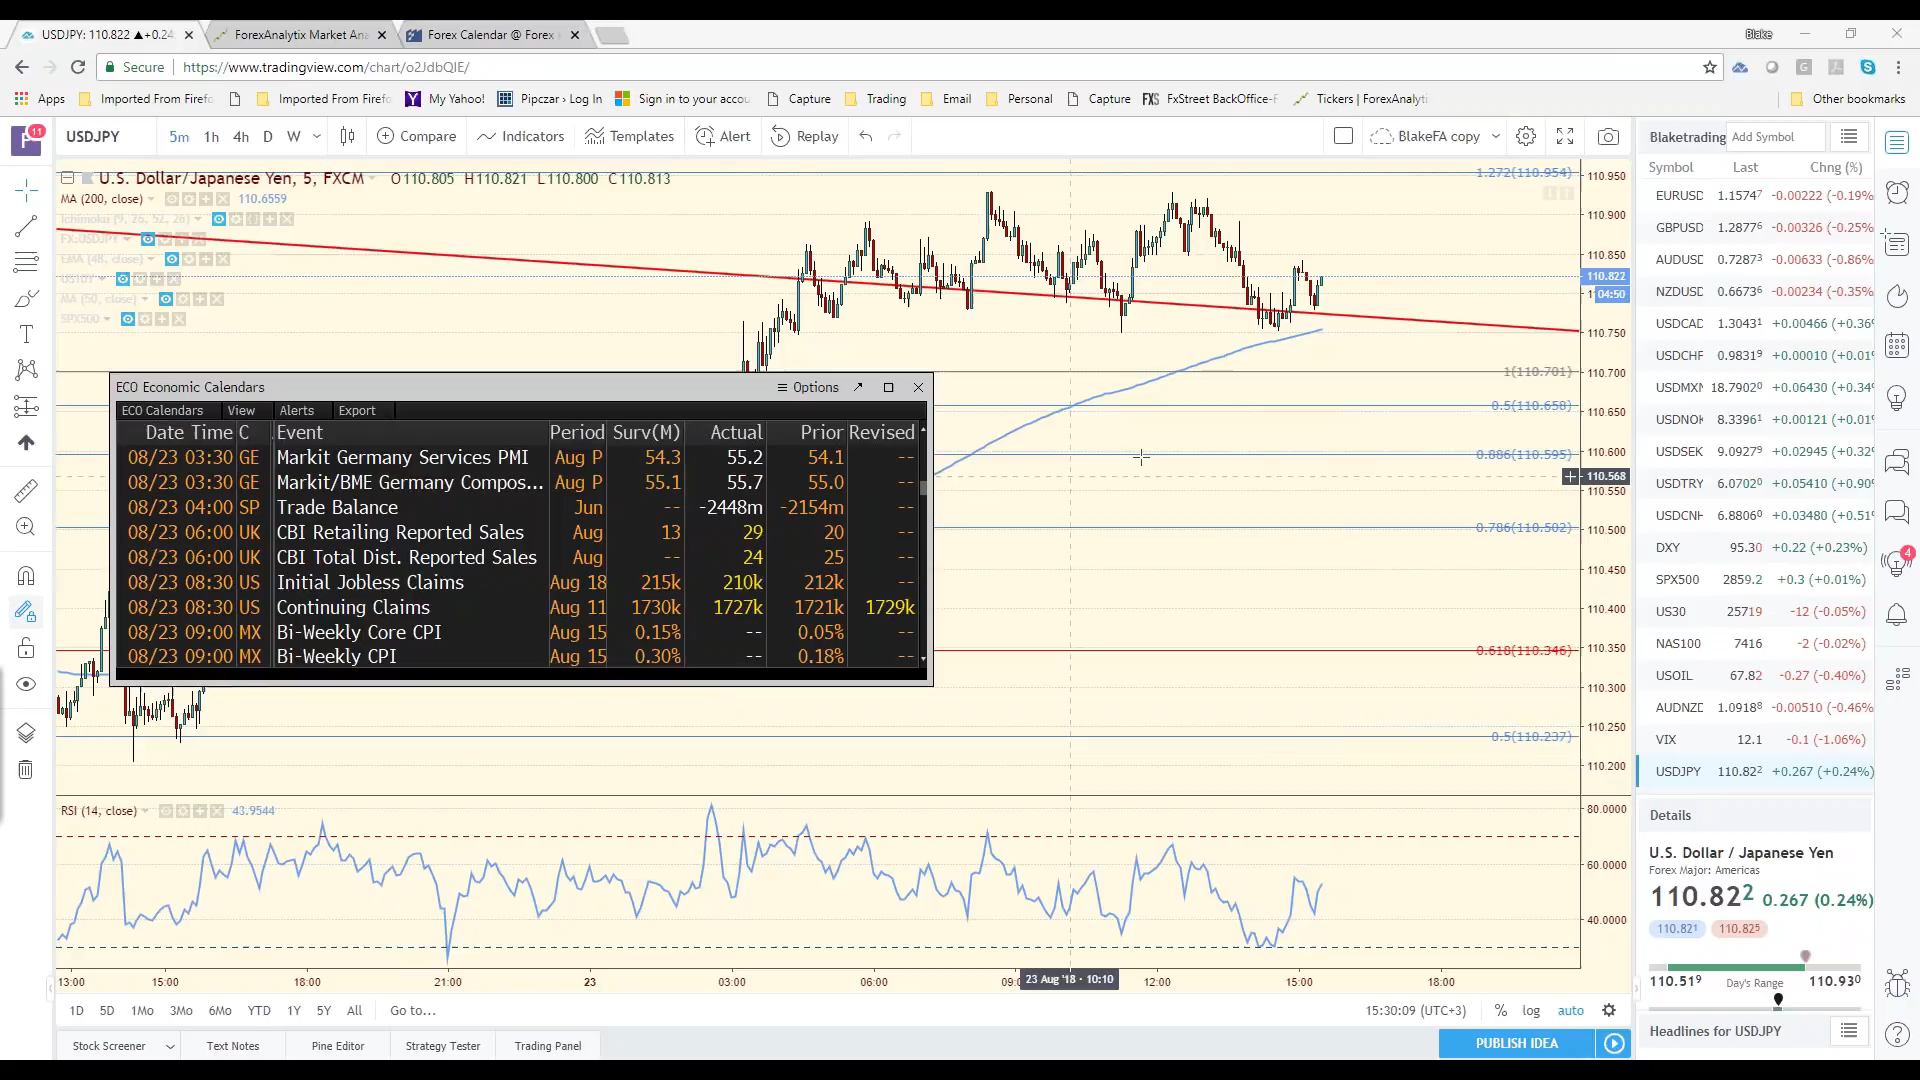 USDJPY: 110.822 ▲+0.24
ForexAnalytix Market Ana
Forex Calendar @ Forex
Blake
Secure https://www.tradingview.com/chart/o2JdbQIE/
Apps Imported From Firefo Imported From Firefo My Yahoo! Pipczar › Log In Sign in to your accou Capture Trading Email Personal Capture FXS FxStreet BackOffice-F Tickers | ForexAnalyti Other bookmarks
11 USDJPY 5m 1h 4h D W Compare Indicators Templates Alert Replay BlakeFA copy Blaketrading Add Symbol
U.S. Dollar/Japanese Yen, 5, FXCM O110.805 H110.821 L110.800 C110.813
MA (200, close) 110.6559
Ichimoku (9, 26, 52, 26)
FX:USDJPY
EMA (48, close)
US10Y
MA (50, close)
SPX500
1.272(110.954)
1(110.701)
0.5(110.658)
0.886(110.595)
0.786(110.502)
0.618(110.346)
0.5(110.237)
110.950
110.900
110.850
110.822
04:50
110.750
110.700
110.650
110.600
110.568
110.550
110.500
110.450
110.400
110.350
110.300
110.250
110.200
ECO Economic Calendars Options
ECO Calendars View Alerts Export
Date Time C Event Period Surv(M) Actual Prior Revised
08/23 03:30 GE Markit Germany Services PMI Aug P 54.3 55.2 54.1 --
08/23 03:30 GE Markit/BME Germany Compos... Aug P 55.1 55.7 55.0 --
08/23 04:00 SP Trade Balance Jun -- -2448m -2154m --
08/23 06:00 UK CBI Retailing Reported Sales Aug 13 29 20 --
08/23 06:00 UK CBI Total Dist. Reported Sales Aug -- 24 25 --
08/23 08:30 US Initial Jobless Claims Aug 18 215k 210k 212k --
08/23 08:30 US Continuing Claims Aug 11 1730k 1727k 1721k 1729k
08/23 09:00 MX Bi-Weekly Core CPI Aug 15 0.15% -- 0.05% --
08/23 09:00 MX Bi-Weekly CPI Aug 15 0.30% -- 0.18% --
RSI (14, close) 43.9544
80.0000
60.0000
40.0000
13:00 15:00 18:00 21:00 23 03:00 06:00 09:0 23 Aug '18 · 10:10 12:00 15:00 18:00
1D 5D 1Mo 3Mo 6Mo YTD 1Y 5Y All Go to... 15:30:09 (UTC+3) % log auto
Stock Screener Text Notes Pine Editor Strategy Tester Trading Panel PUBLISH IDEA
Symbol Last Chng (%)
EURUSD 1.15747 -0.00222 (-0.19%
GBPUSD 1.28776 -0.00326 (-0.25%
AUDUSD 0.72873 -0.00633 (-0.86%
NZDUSD 0.66736 -0.00234 (-0.35%
USDCAD 1.30431 +0.00466 (+0.36%
USDCHF 0.98319 +0.00010 (+0.01%
USDMXN 18.79020 +0.06430 (+0.34%
USDNOK 8.33961 +0.00121 (+0.01%
USDSEK 9.09277 +0.02945 (+0.32%
USDTRY 6.07020 +0.05410 (+0.90%
USDCNH 6.88060 +0.03480 (+0.51%
DXY 95.30 +0.22 (+0.23%)
SPX500 2859.2 +0.3 (+0.01%)
US30 25719 -12 (-0.05%)
NAS100 7416 -2 (-0.02%)
USOIL 67.82 -0.27 (-0.40%)
AUDNZD 1.09188 -0.00510 (-0.46%
VIX 12.1 -0.1 (-1.06%)
USDJPY 110.822 +0.267 (+0.24%)
Details
U.S. Dollar / Japanese Yen
Forex Major: Americas
110.822 0.267 (0.24%)
110.821 110.825
110.519 Day's Range 110.930
Headlines for USDJPY
4